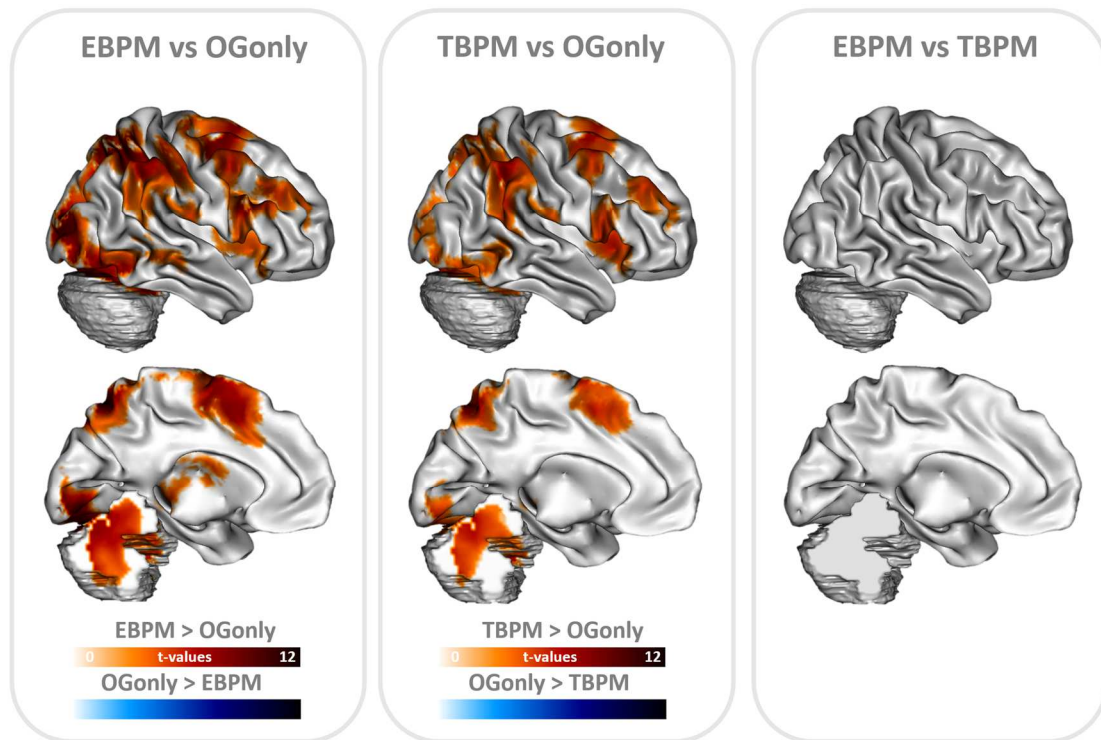 EBPM vs OGonly
TBPM vs OGonly
EBPM vs TBPM
EBPM > OGonly
0 t-values 12
OGonly > EBPM
TBPM > OGonly
0 t-values 12
OGonly > TBPM